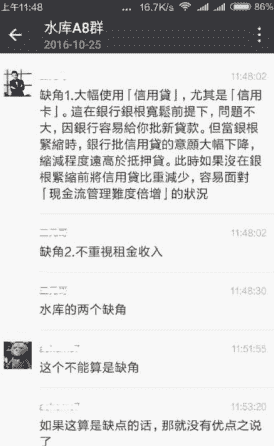 上午11:48 ... 16.7K/s 86%
水库A8群
2016-10-25
11:48:02
缺角1.大幅使用「信用貸」，尤其是「信用
卡」。這在銀行銀根寬鬆前提下，問題不
大，因銀行容易給你批新貸款。但當銀根
緊縮時，銀行批信用貸的意願大幅下降，
縮減程度遠高於抵押貸。此時如果沒在銀
根緊縮前將信用貸比重減少，容易面對
「現金流管理難度倍增」的狀況
11:48:02
缺角2.不重視租金收入
11:48:30
水库的两个缺角
11:51:55
这个不能算是缺角
11:53:20
如果这算是缺点的话，那就没有优点之说
了